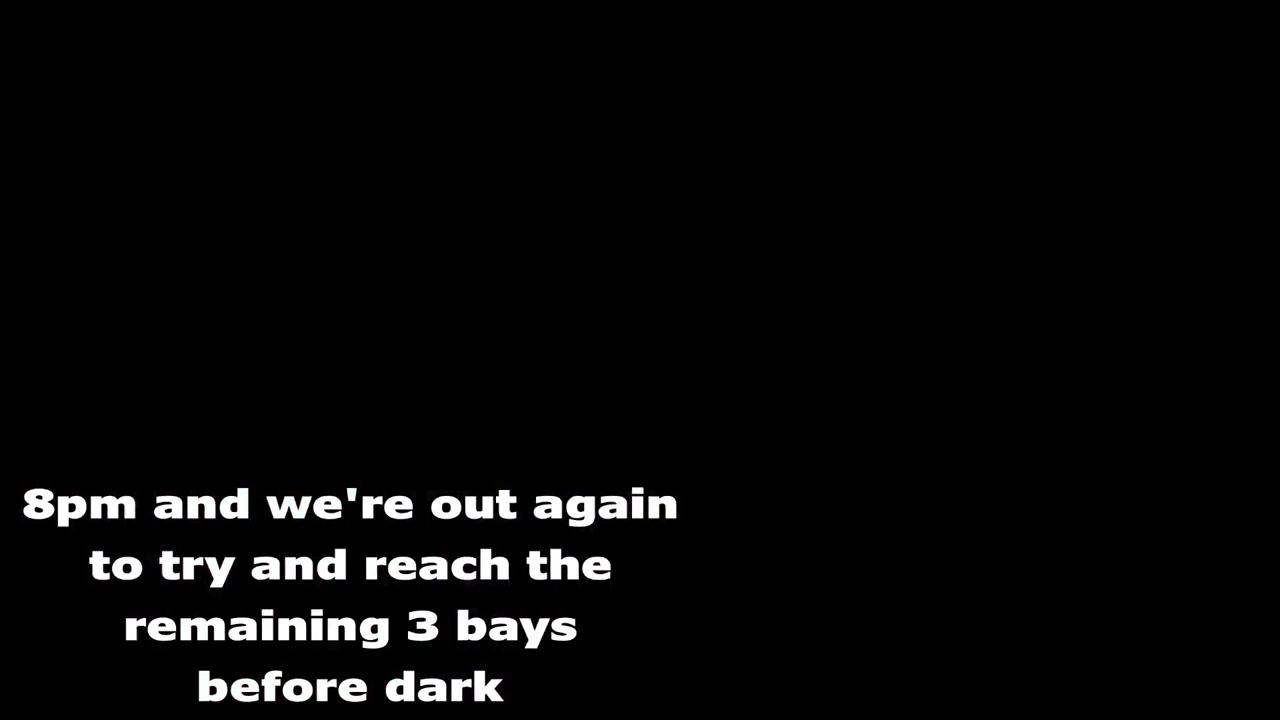 8pm and we're out again
to try and reach the
remaining 3 bays
before dark